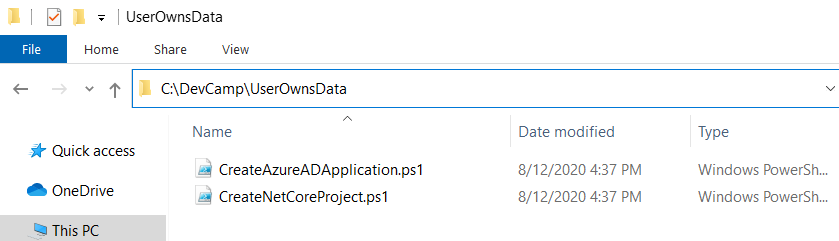 UserOwnsData
File Home Share View
C:\DevCamp\UserOwnsData
Name Date modified Type
Quick access
CreateAzureADApplication.ps1 8/12/2020 4:37 PM Windows PowerSh...
OneDrive
CreateNetCoreProject.ps1 8/12/2020 4:37 PM Windows PowerSh...
This PC